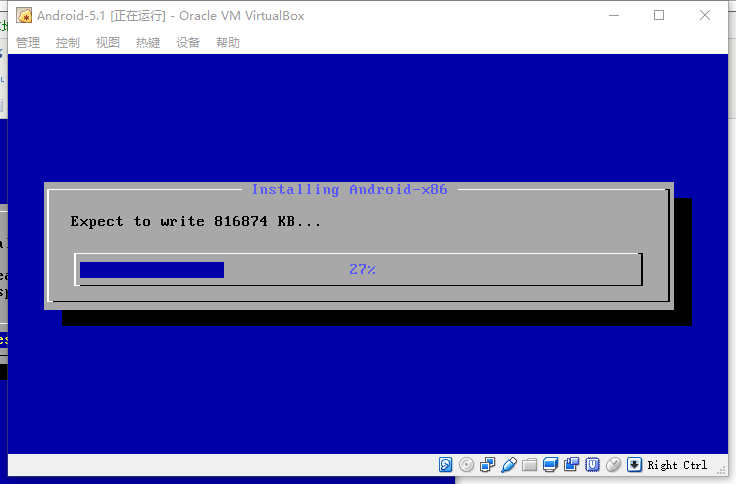 Android-5.1 [正在运行] - Oracle VM VirtualBox
管理 控制 视图 热键 设备 帮助
Installing Android-x86
Expect to write 816874 KB...
27%
Right Ctrl